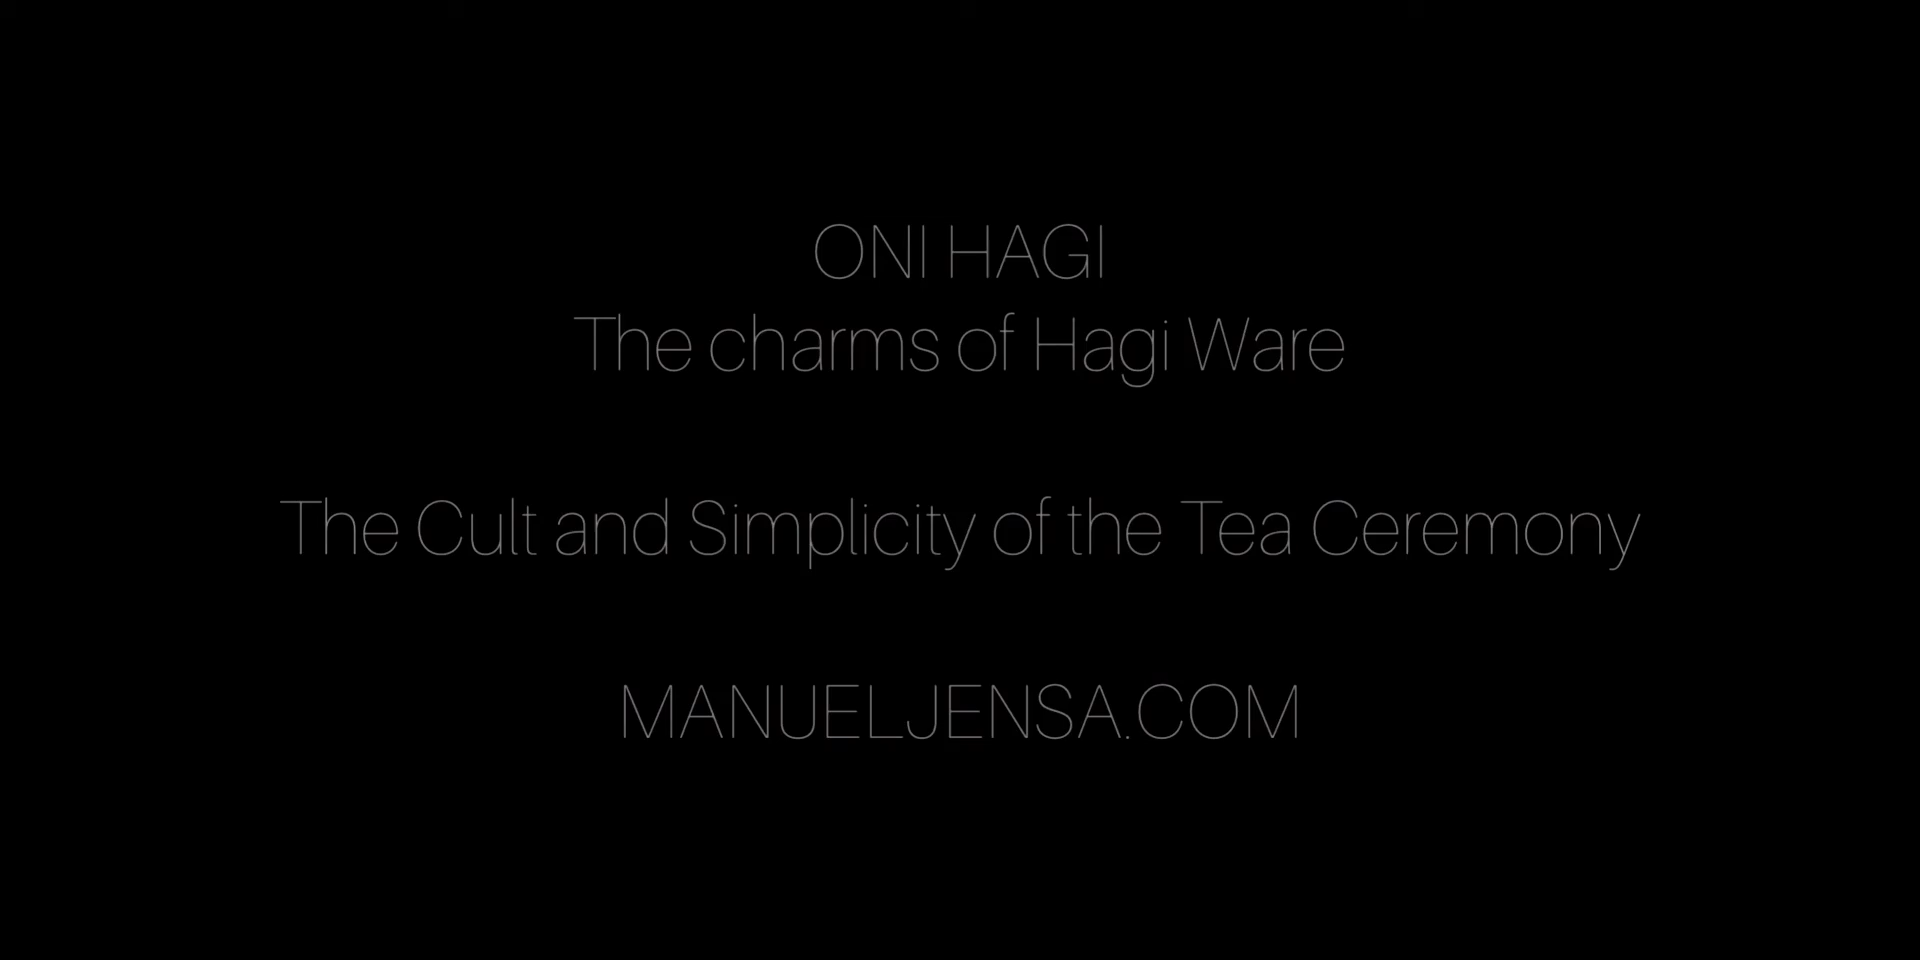 ONI HAGI
The charms of Hagi Ware
The Cult and Simplicity of the Tea Ceremony
MANUELJENSA.COM